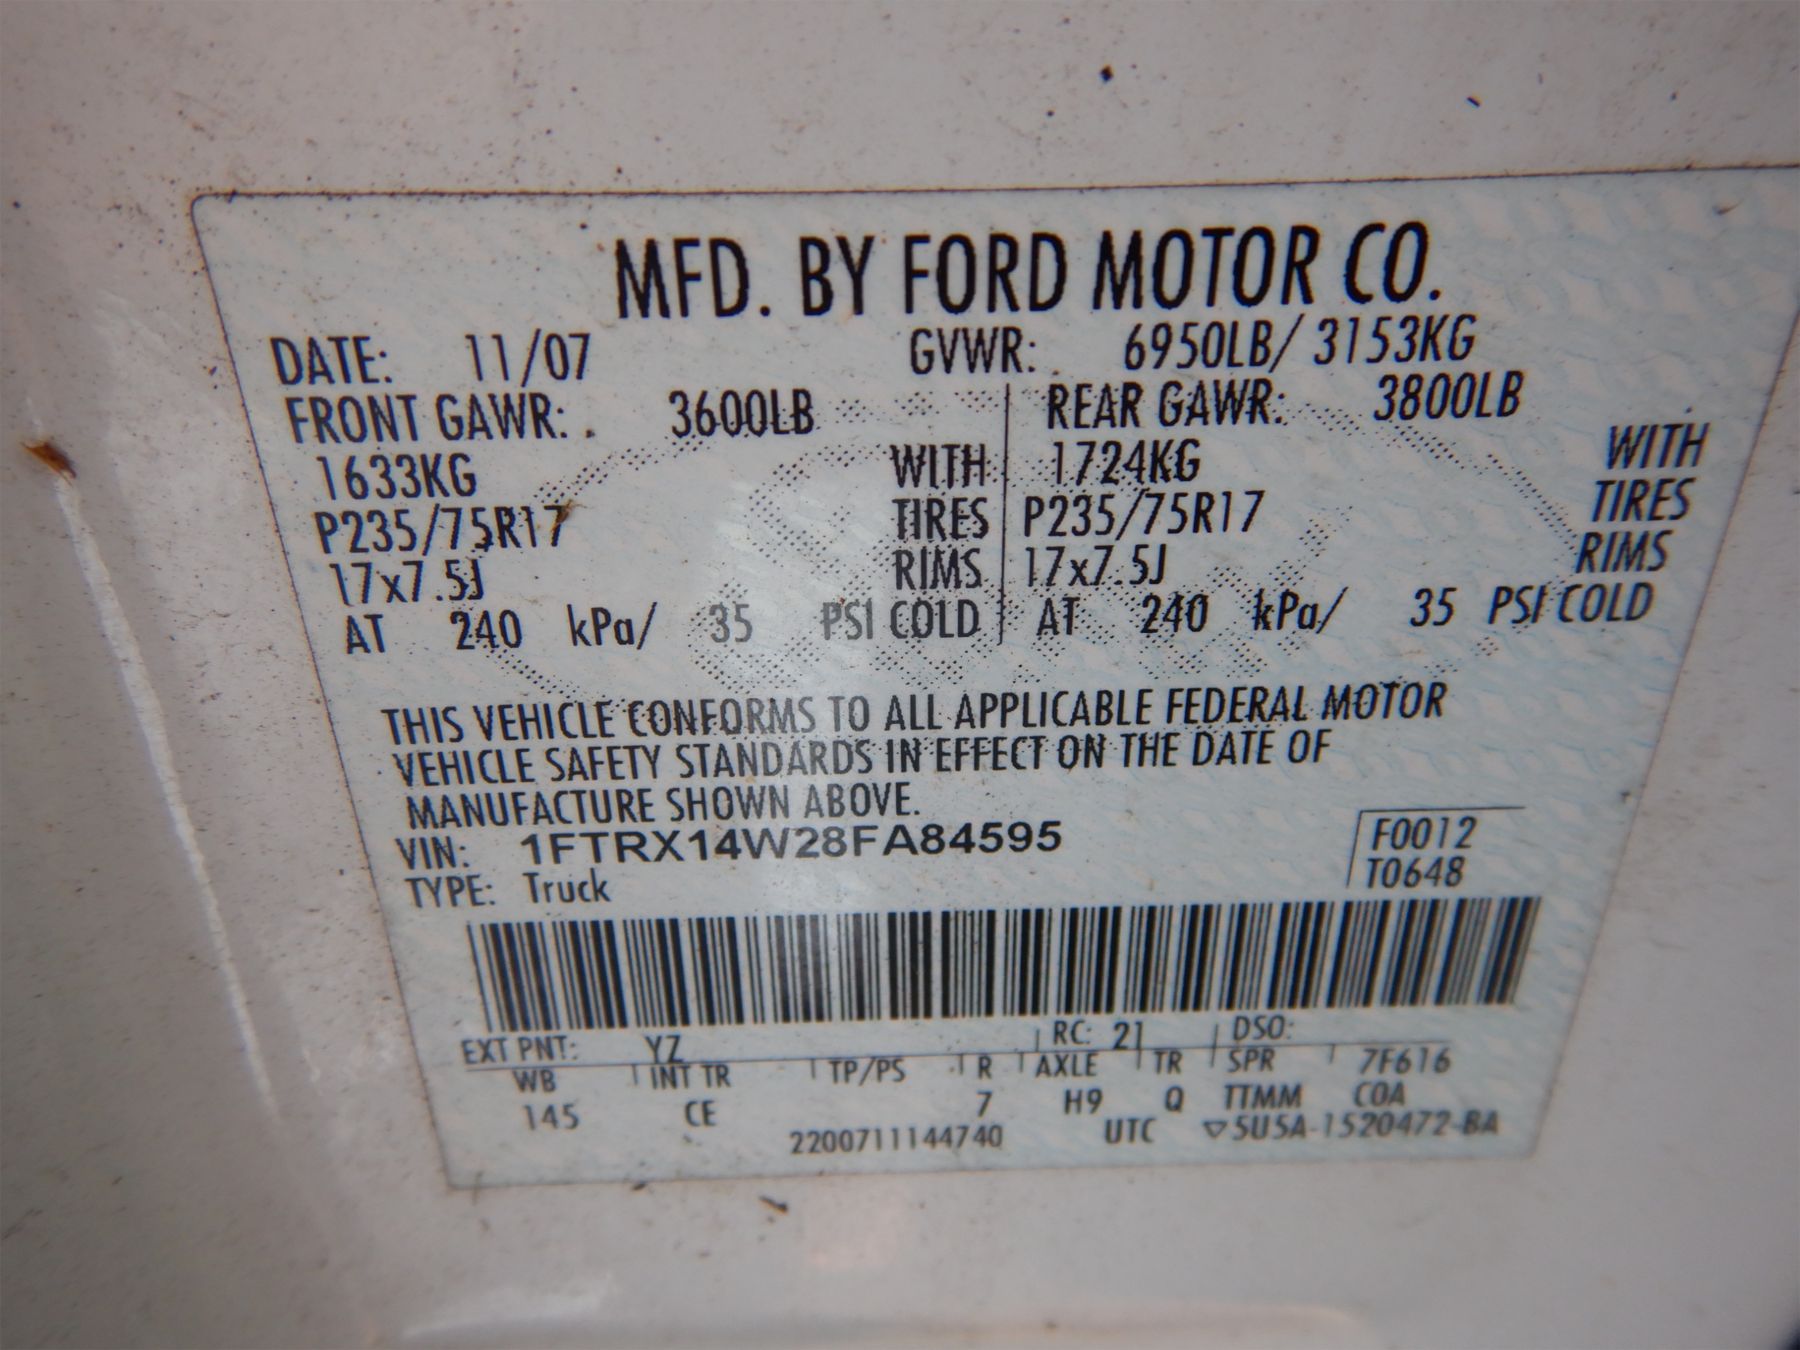 MFD. BY FORD MOTOR CO.
DATE: 11/07 GVWR: 6950LB/ 3153KG
FRONT GAWR: 3600LB REAR GAWR: 3800LB
1633KG WITH 1724KG WITH
P235/75R17 TIRES P235/75R17 TIRES
17x7.5J RIMS 17x7.5J RIMS
AT 240 kPa/ 35 PSI COLD AT 240 kPa/ 35 PSI COLD
THIS VEHICLE CONFORMS TO ALL APPLICABLE FEDERAL MOTOR
VEHICLE SAFETY STANDARDS IN EFFECT ON THE DATE OF
MANUFACTURE SHOWN ABOVE.
VIN: 1FTRX14W28FA84595 F0012
TYPE: Truck T0648
EXT PNT: YZ RC: 21 DSO:
WB INT TR TP/PS R AXLE TR SPR 7F616
145 CE 7 H9 Q TTMM COA
2200711144740 UTC ▽5U5A-1520472-BA